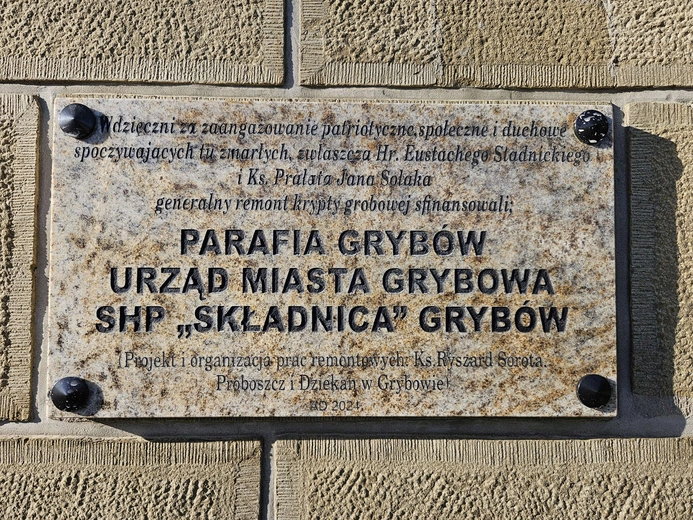 Wdzieczni za zaangażowanie patriotyczne,społeczne i duchowe
spoczywających tu zmarłych, zwłaszcza Hr. Eustachego Stadnickiego
i Ks. Prałata Jana Solaka
generalny remont krypty grobowej sfinansowali;
PARAFIA GRYBÓW
URZĄD MIASTA GRYBOWA
SHP „SKŁADNICA” GRYBÓW
(Projekt i organizacja prac remontowych: Ks.Ryszard Sorota,
Proboszcz i Dziekan w Grybowie)
AD 2024.